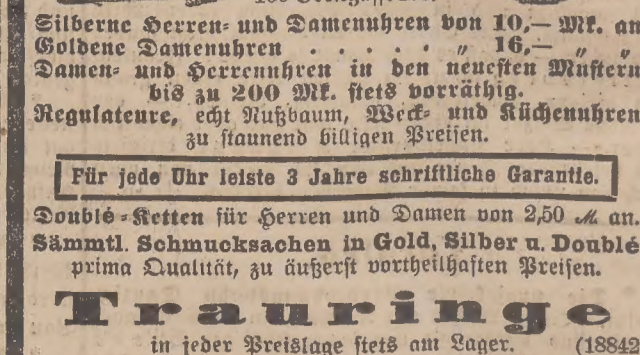 Silberne Herren- und Damenuhren von 10,— Mk. an
Goldene Damenuhren . . . . . „ 16,— „ „
Damen- und Herrenuhren in den neuesten Mustern
bis zu 200 Mk. stets vorräthig.
Regulateure, echt Nußbaum, Weck- und Küchenuhren
zu staunend billigen Preisen.
Für jede Uhr leiste 3 Jahre schriftliche Garantie.
Doublé-Ketten für Herren und Damen von 2,50 M. an.
Sämmtl. Schmucksachen in Gold, Silber u. Doublé
prima Qualität, zu äußerst vortheilhaften Preisen.
Trauringe
in jeder Preislage stets am Lager. (18842